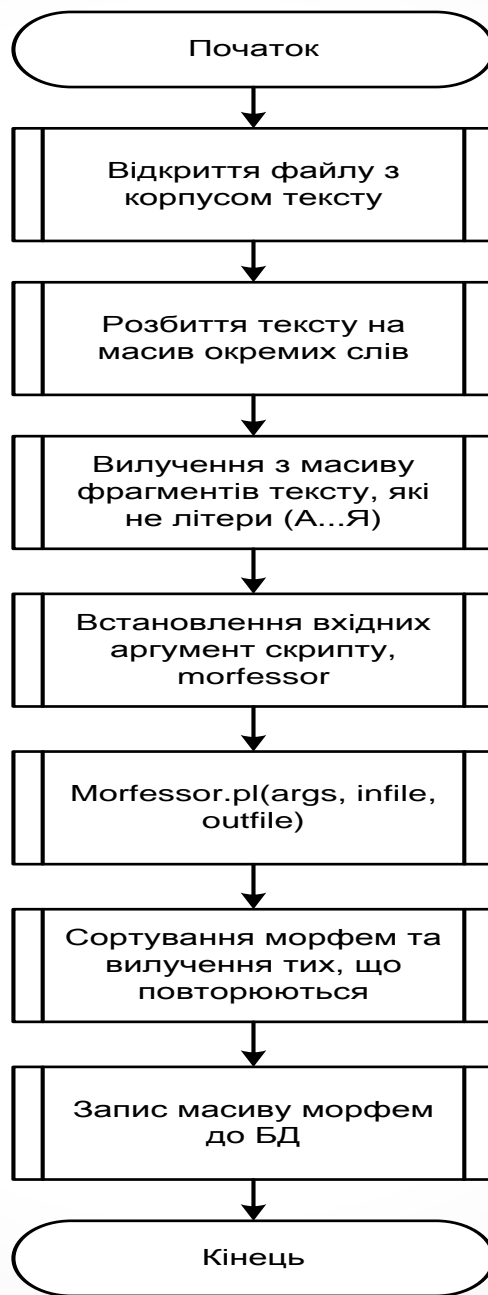 Початок
Відкриття файлу з
корпусом тексту
Розбиття тексту на
масив окремих слів
Вилучення з масиву
фрагментів тексту, які
не літери (А...Я)
Встановлення вхідних
аргумент скрипту,
morfessor
Morfessor.pl(args, infile,
outfile)
Сортування морфем та
вилучення тих, що
повторюються
Запис масиву морфем
до БД
Кінець